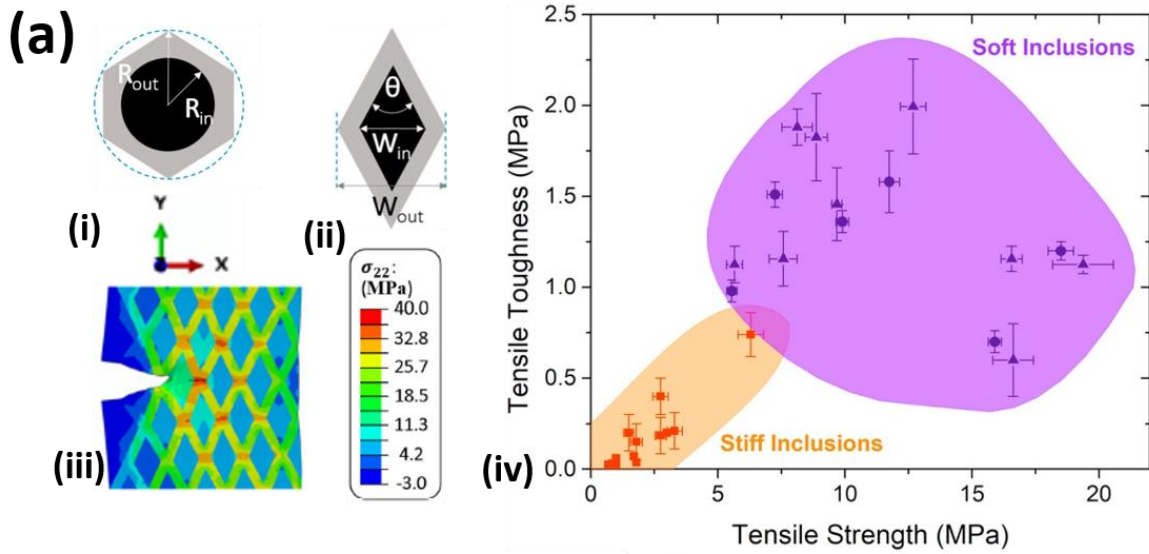 (a)
R_out
R_in
(i)
θ
W_in
W_out
(ii)
Y
X
σ_22:
(MPa)
40.0
32.8
25.7
18.5
11.3
4.2
-3.0
(iii)
(iv)
Tensile Toughness (MPa)
2.5
2.0
1.5
1.0
0.5
0.0
Soft Inclusions
Stiff Inclusions
0
5
10
15
20
Tensile Strength (MPa)